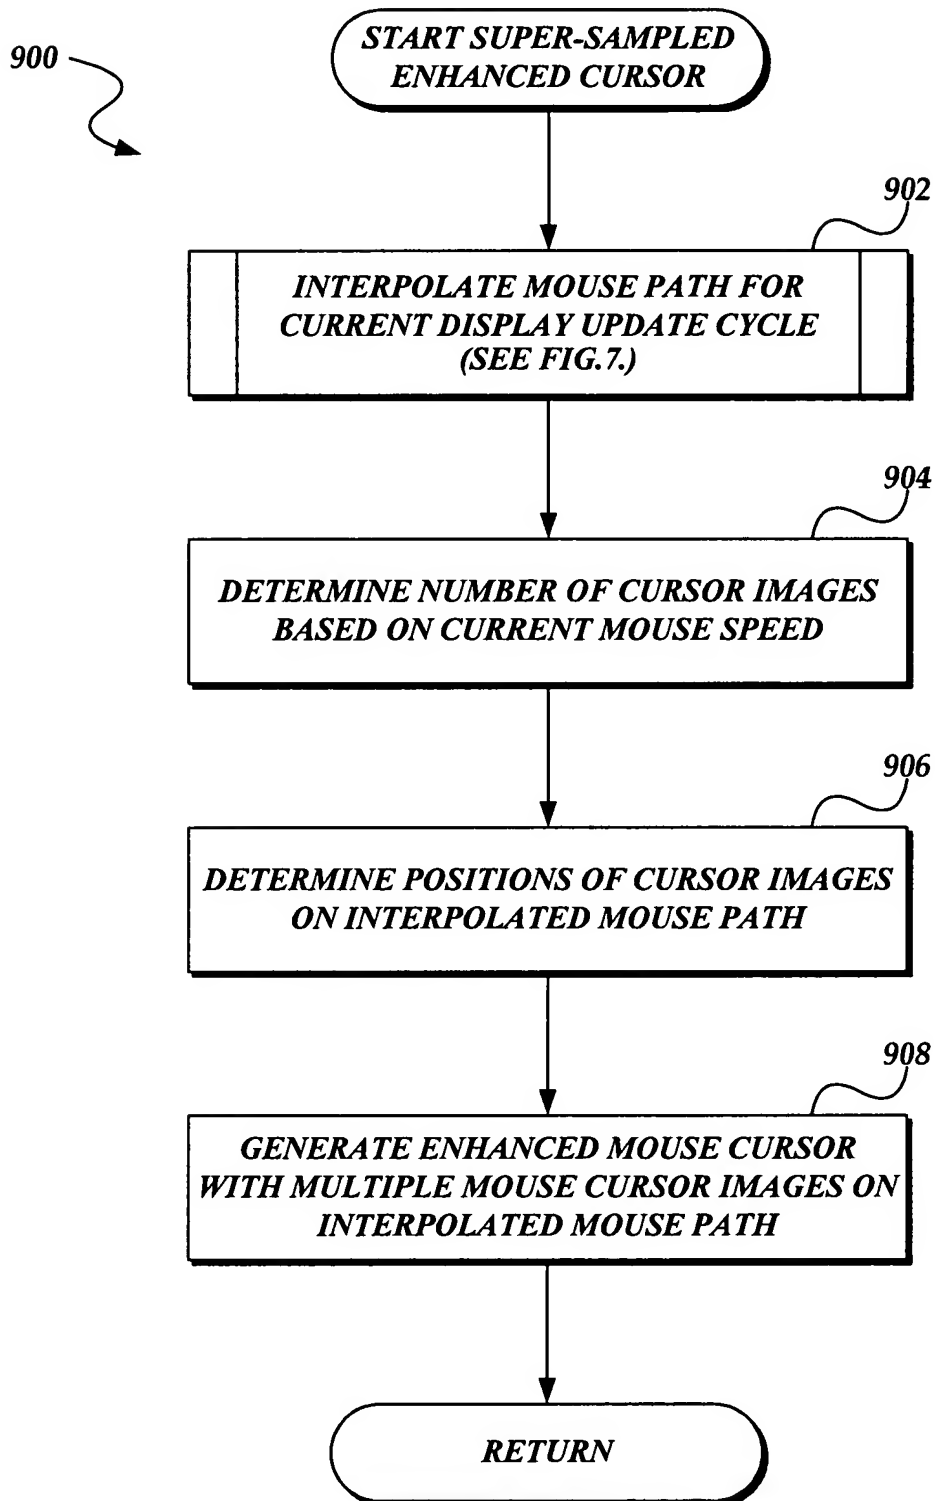 900
START SUPER-SAMPLED
ENHANCED CURSOR
902
INTERPOLATE MOUSE PATH FOR
CURRENT DISPLAY UPDATE CYCLE
(SEE FIG.7.)
904
DETERMINE NUMBER OF CURSOR IMAGES
BASED ON CURRENT MOUSE SPEED
906
DETERMINE POSITIONS OF CURSOR IMAGES
ON INTERPOLATED MOUSE PATH
908
GENERATE ENHANCED MOUSE CURSOR
WITH MULTIPLE MOUSE CURSOR IMAGES ON
INTERPOLATED MOUSE PATH
RETURN